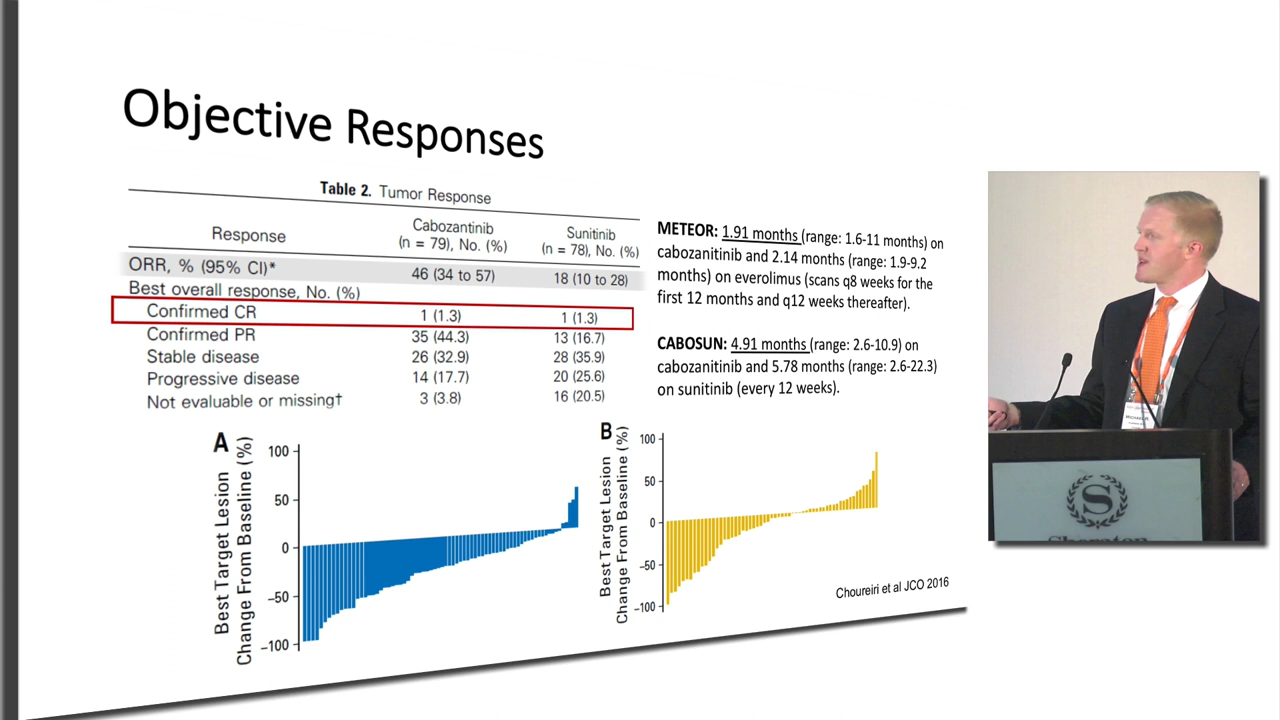 Objective Responses
Table 2. Tumor Response
Response
Cabozantinib
(n = 79), No. (%)
Sunitinib
(n = 78), No. (%)
ORR, % (95% CI)* 46 (34 to 57) 18 (10 to 28)
Best overall response, No. (%)
Confirmed CR 1 (1.3) 1 (1.3)
Confirmed PR 35 (44.3) 13 (16.7)
Stable disease 26 (32.9) 28 (35.9)
Progressive disease 14 (17.7) 20 (25.6)
Not evaluable or missing† 3 (3.8) 16 (20.5)
METEOR: 1.91 months (range: 1.6-11 months) on
cabozanitinib and 2.14 months (range: 1.9-9.2
months) on everolimus (scans q8 weeks for the
first 12 months and q12 weeks thereafter).
CABOSUN: 4.91 months (range: 2.6-10.9) on
cabozanitinib and 5.78 months (range: 2.6-22.3)
on sunitinib (every 12 weeks).
A
Best Target Lesion
Change From Baseline (%)
100
50
0
−50
−100
B
Best Target Lesion
Change From Baseline (%)
100
50
0
−50
−100
Choureiri et al JCO 2016
S
Sheraton